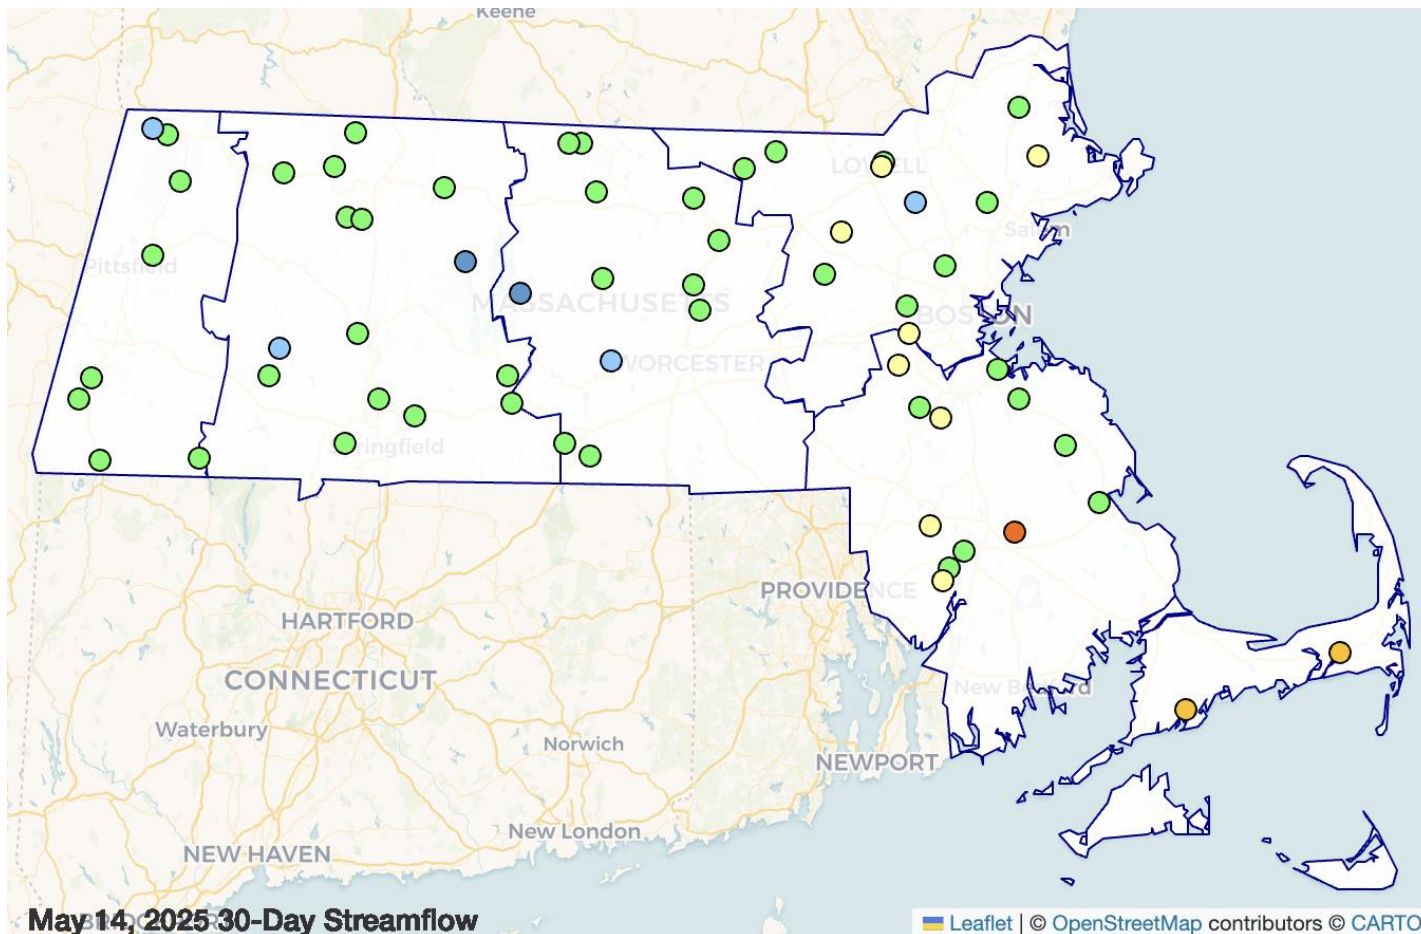 Keene
LOWELL
Salem
Pittsfield
MASSACHUSETTS
BOSTON
WORCESTER
Springfield
PROVIDENCE
HARTFORD
CONNECTICUT
New Bedford
Waterbury
Norwich
NEWPORT
New London
NEW HAVEN
May 14, 2025 30-Day Streamflow
Leaflet | © OpenStreetMap contributors © CARTO